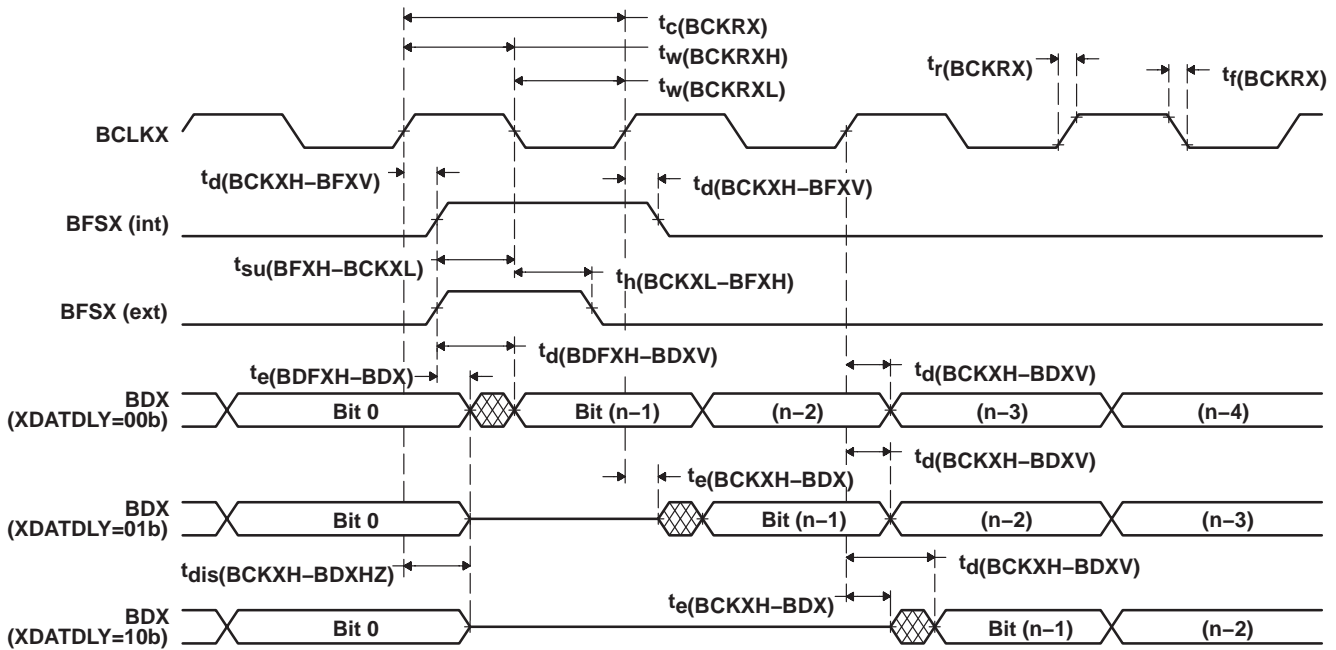 tc(BCKRX)
tw(BCKRXH)
tw(BCKRXL)
tr(BCKRX)
tf(BCKRX)
BCLKX
td(BCKXH–BFXV)
td(BCKXH–BFXV)
BFSX (int)
tsu(BFXH–BCKXL)
th(BCKXL–BFXH)
BFSX (ext)
td(BDFXH–BDXV)
te(BDFXH–BDX)
td(BCKXH–BDXV)
BDX
(XDATDLY=00b)
Bit 0
Bit (n–1)
(n–2)
(n–3)
(n–4)
td(BCKXH–BDXV)
te(BCKXH–BDX)
BDX
(XDATDLY=01b)
Bit 0
Bit (n–1)
(n–2)
(n–3)
tdis(BCKXH–BDXHZ)
td(BCKXH–BDXV)
te(BCKXH–BDX)
BDX
(XDATDLY=10b)
Bit 0
Bit (n–1)
(n–2)